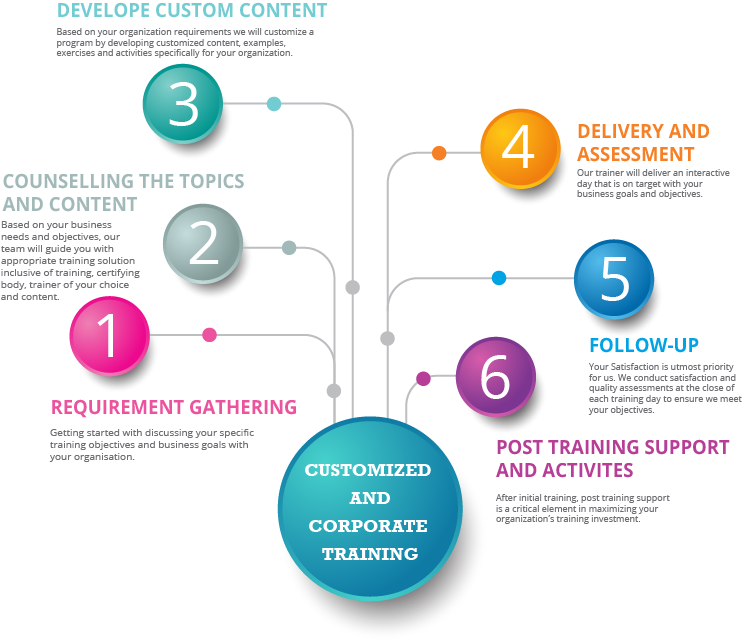 DEVELOPE CUSTOM CONTENT
Based on your organization requirements we will customize a
program by developing customized content, examples,
exercises and activities specifically for your organization.
3
COUNSELLING THE TOPICS
AND CONTENT
Based on your business
needs and objectives, our
team will guide you with
appropriate training solution
inclusive of training, certifying
body, trainer of your choice
and content.
2
1
REQUIREMENT GATHERING
Getting started with discussing your specific
training objectives and business goals with
your organisation.
4
DELIVERY AND
ASSESSMENT
Our trainer will deliver an interactive
day that is on target with your
business goals and objectives.
5
FOLLOW-UP
Your Satisfaction is utmost priority
for us. We conduct satisfaction and
quality assessments at the close of
each training day to ensure we meet
your objectives.
6
POST TRAINING SUPPORT
AND ACTIVITES
After initial training, post training support
is a critical element in maximizing your
organization's training investment.
CUSTOMIZED
AND
CORPORATE
TRAINING